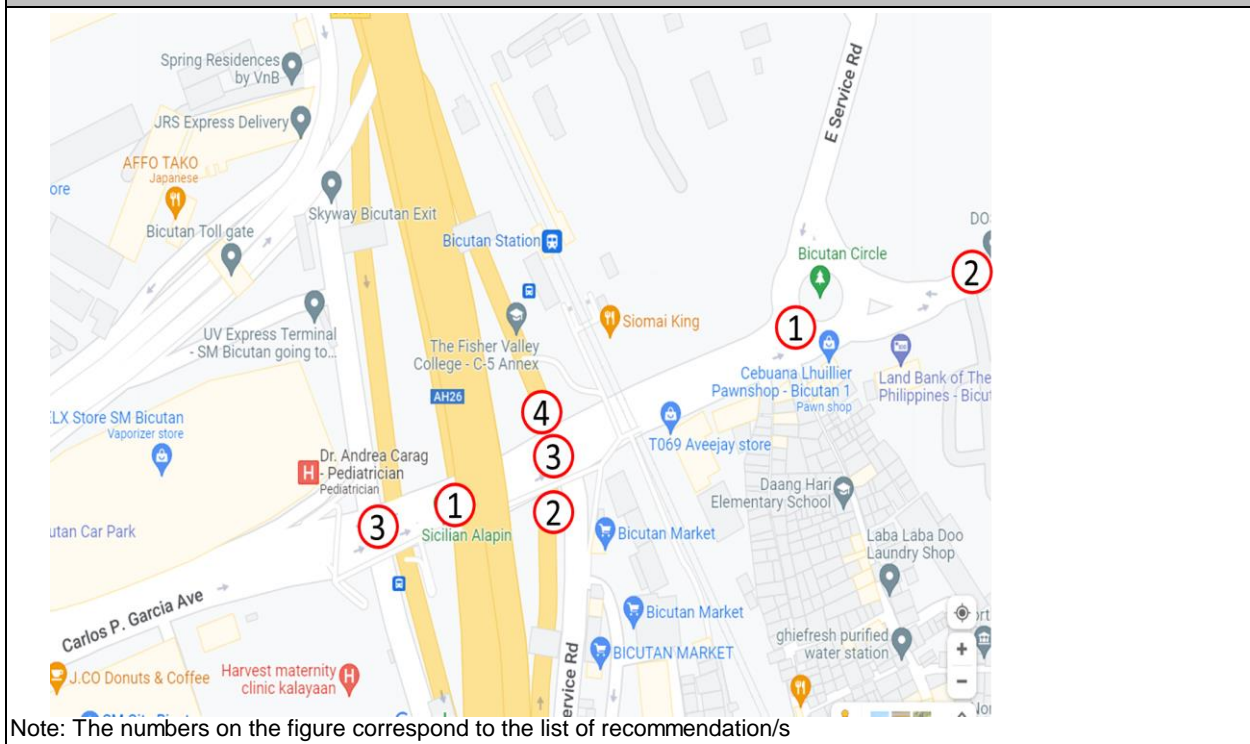 Spring Residences
by VnB
JRS Express Delivery
AFFO TAKO
Japanese
ore
Bicutan Toll gate
Skyway Bicutan Exit
Bicutan Station
E Service Rd
Bicutan Circle
2
1
UV Express Terminal
- SM Bicutan going to...
The Fisher Valley
College - C-5 Annex
Siomai King
Cebuana Lhuillier
Pawnshop - Bicutan 1
Pawn shop
Land Bank of The
Philippines - Bicut
AH26
LX Store SM Bicutan
Vaporizer store
4
T069 Aveejay store
3
Dr. Andrea Carag
- Pediatrician
Pediatrician
H
Daang Hari
Elementary School
1
2
3
Sicilian Alapin
utan Car Park
Bicutan Market
Laba Laba Doo
Laundry Shop
Carlos P. Garcia Ave
Bicutan Market
ghiefresh purified
water station
BICUTAN MARKET
J.CO Donuts & Coffee
Harvest maternity
clinic kalayaan
H
ervice Rd
+
−
Note: The numbers on the figure correspond to the list of recommendation/s